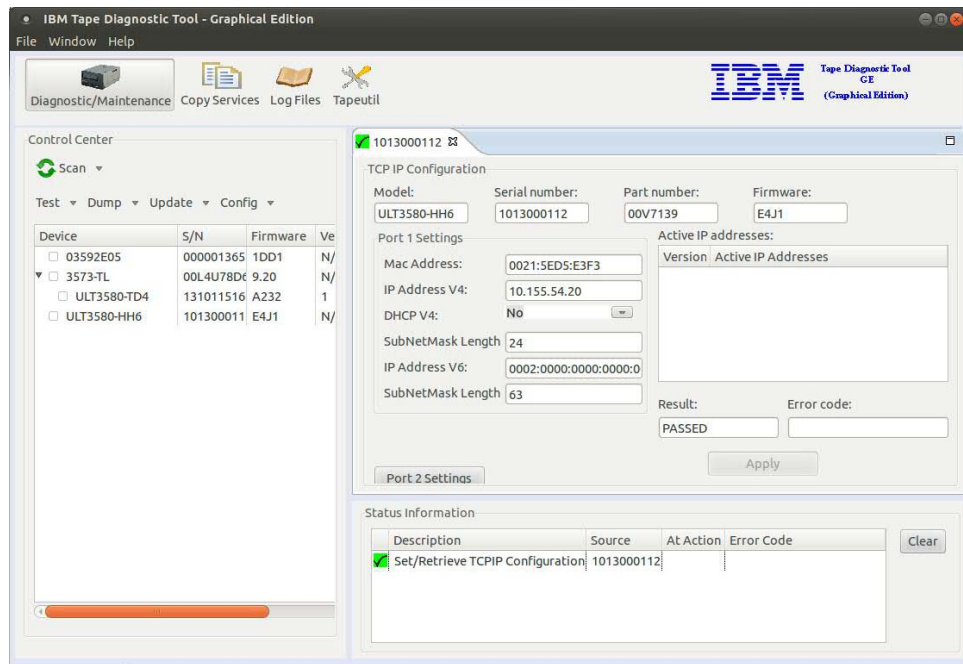 IBM Tape Diagnostic Tool - Graphical Edition
File Window Help
Diagnostic/Maintenance Copy Services Log Files Tapeutil
IBM
Tape Diagnostic Tool
GE
(Graphical Edition)
Control Center
Scan
Test Dump Update Config
Device S/N Firmware Ve
03592E05 000001365 1DD1 N/
3573-TL 00L4U78D6 9.20 N/
ULT3580-TD4 131011516 A232 1
ULT3580-HH6 101300011 E4J1 N/
1013000112
TCP IP Configuration
Model: Serial number: Part number: Firmware:
ULT3580-HH6 1013000112 00V7139 E4J1
Port 1 Settings
Mac Address: 0021:5ED5:E3F3
IP Address V4: 10.155.54.20
DHCP V4: No
SubNetMask Length 24
IP Address V6: 0002:0000:0000:0000:0
SubNetMask Length 63
Active IP addresses:
Version Active IP Addresses
Result: Error code:
PASSED
Apply
Port 2 Settings
Status Information
Description Source At Action Error Code
Set/Retrieve TCPIP Configuration 1013000112
Clear